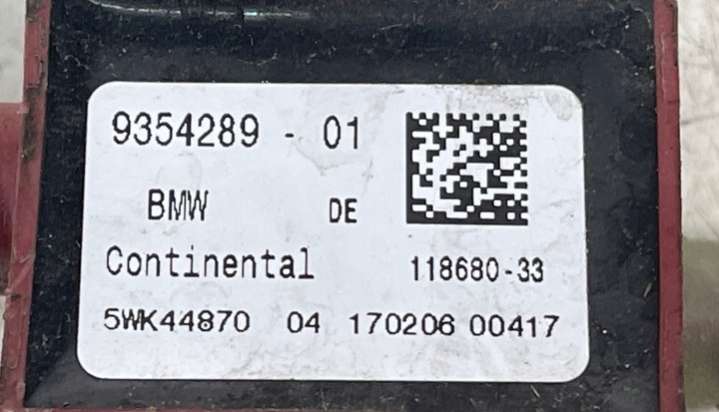 9354289 - 01
BMW DE
Continental 118680-33
5WK44870 04 170206 00417